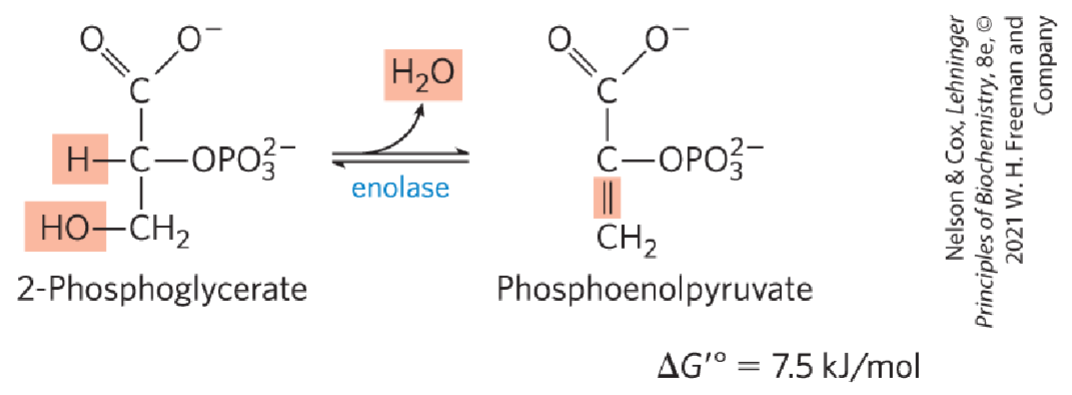 O O⁻
C
H—C—OPO₃²⁻
HO—CH₂
2-Phosphoglycerate
H₂O
enolase
O O⁻
C
C—OPO₃²⁻
CH₂
Phosphoenolpyruvate
ΔG′° = 7.5 kJ/mol
Nelson & Cox, Lehninger
Principles of Biochemistry, 8e, ©
2021 W. H. Freeman and
Company